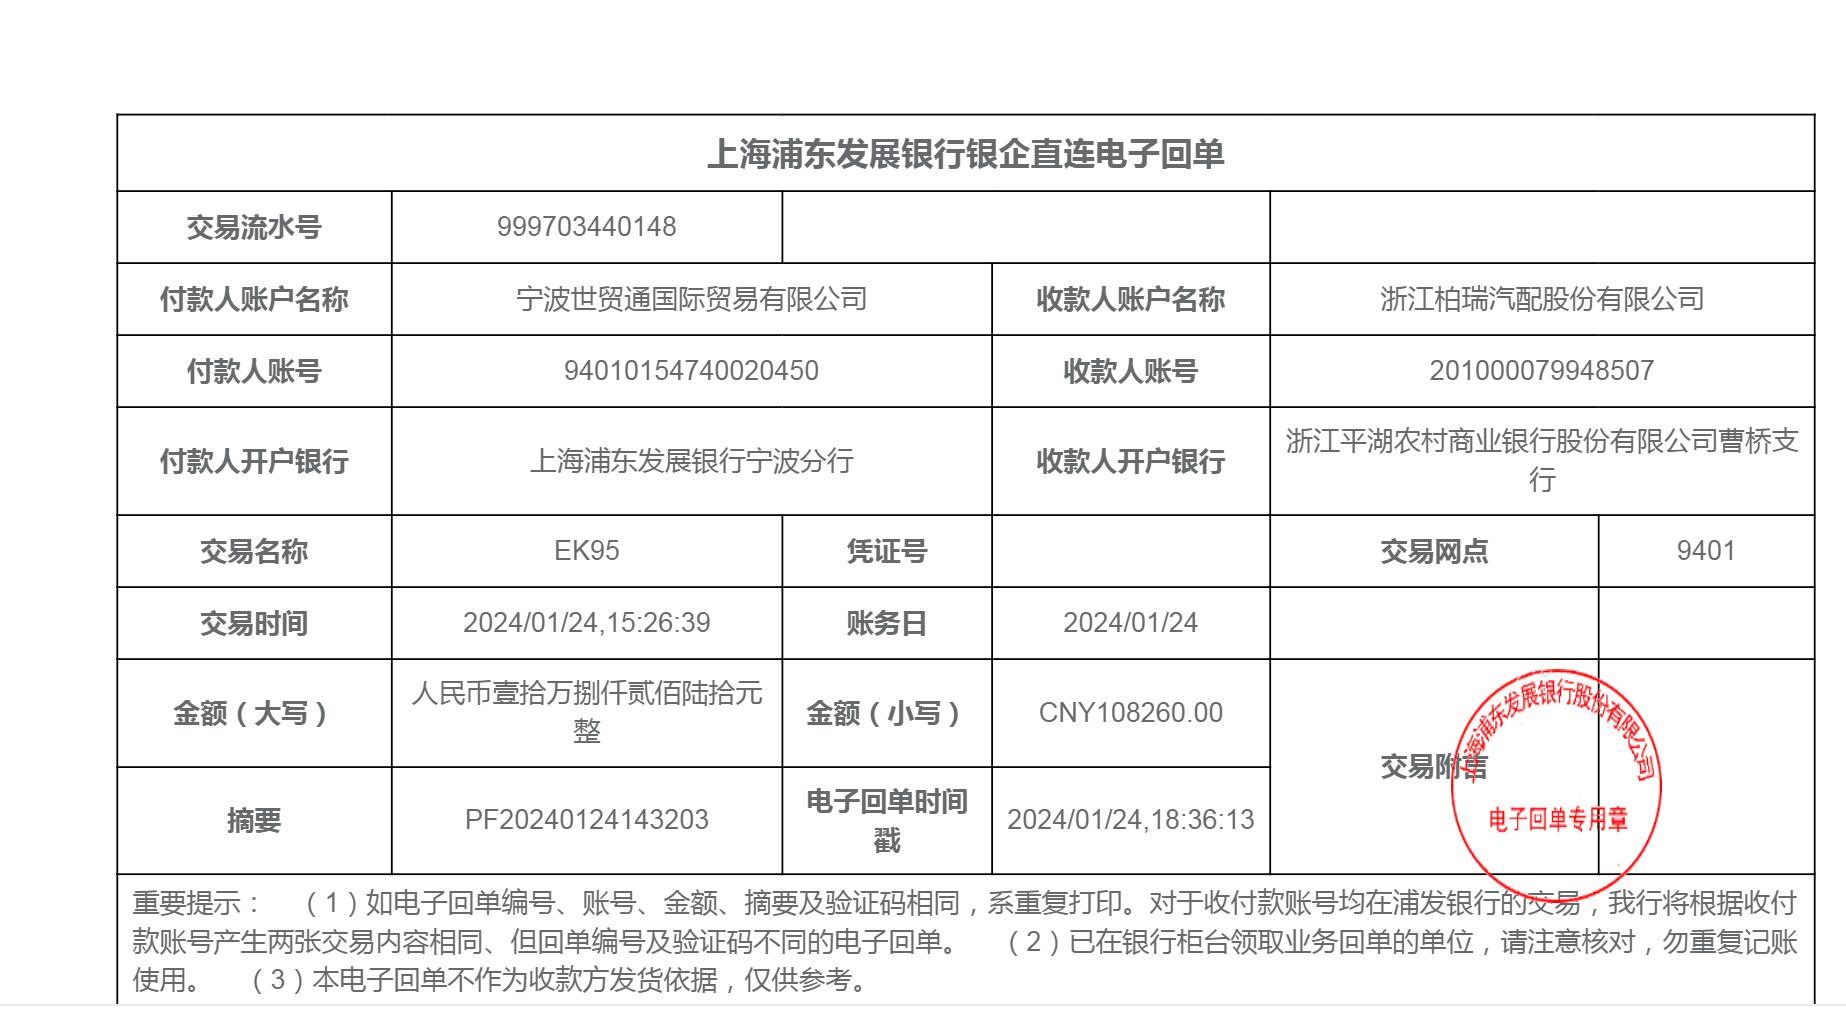 上海浦东发展银行银企直连电子回单
交易流水号 999703440148
付款人账户名称 宁波世贸通国际贸易有限公司 收款人账户名称 浙江柏瑞汽配股份有限公司
付款人账号 94010154740020450 收款人账号 201000079948507
付款人开户银行 上海浦东发展银行宁波分行 收款人开户银行 浙江平湖农村商业银行股份有限公司曹桥支
行
交易名称 EK95 凭证号 交易网点 9401
交易时间 2024/01/24,15:26:39 账务日 2024/01/24
金额（大写） 人民币壹拾万捌仟贰佰陆拾元
整
金额（小写） CNY108260.00
交易附言
上海浦东发展银行股份有限公司
电子回单专用章
摘要 PF20240124143203 电子回单时间
戳
2024/01/24,18:36:13
重要提示： （1）如电子回单编号、账号、金额、摘要及验证码相同，系重复打印。对于收付款账号均在浦发银行的交易，我行将根据收付
款账号产生两张交易内容相同、但回单编号及验证码不同的电子回单。 （2）已在银行柜台领取业务回单的单位，请注意核对，勿重复记账
使用。 （3）本电子回单不作为收款方发货依据，仅供参考。